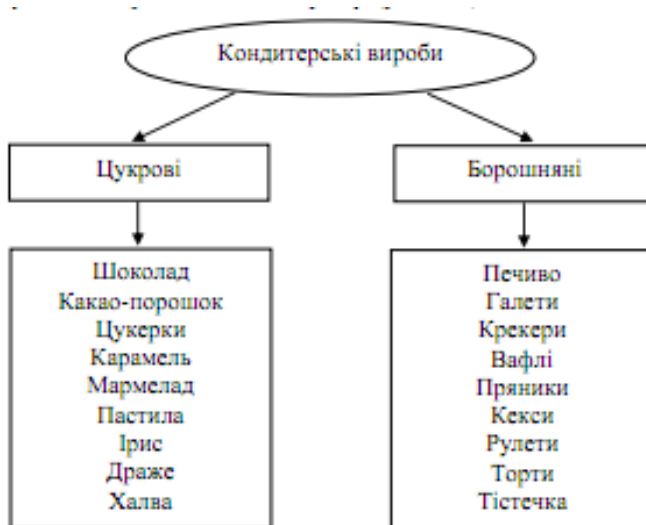 Кондитерські вироби
Цукрові
Борошняні
Шоколад
Какао-порошок
Цукерки
Карамель
Мармелад
Пастила
Ірис
Драже
Халва
Печиво
Галети
Крекери
Вафлі
Пряники
Кекси
Рулети
Торти
Тістечка